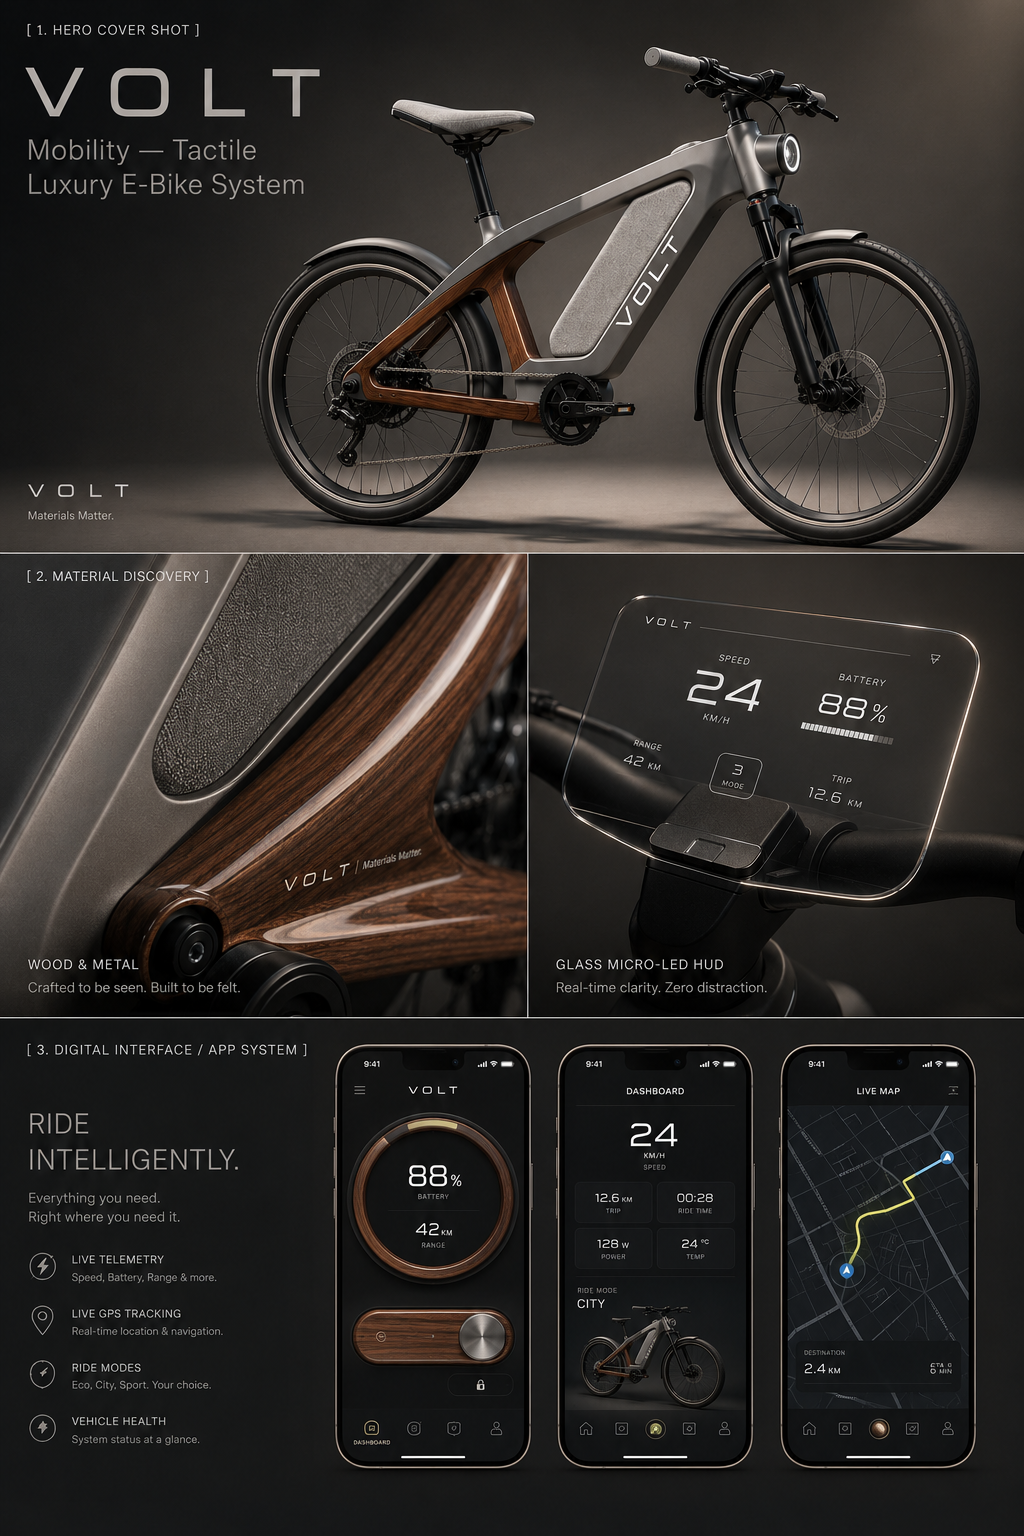 [ 1. HERO COVER SHOT ]
VOLT
Mobility — Tactile
Luxury E-Bike System
VOLT
VOLT
Materials Matter.
[ 2. MATERIAL DISCOVERY ]
VOLT | Materials Matter.
WOOD & METAL
Crafted to be seen. Built to be felt.
VOLT
SPEED
24
KM/H
BATTERY
88%
RANGE
42 KM
3
MODE
TRIP
12.6 KM
GLASS MICRO-LED HUD
Real-time clarity. Zero distraction.
[ 3. DIGITAL INTERFACE / APP SYSTEM ]
RIDE
INTELLIGENTLY.
Everything you need.
Right where you need it.
LIVE TELEMETRY
Speed, Battery, Range & more.
LIVE GPS TRACKING
Real-time location & navigation.
RIDE MODES
Eco, City, Sport. Your choice.
VEHICLE HEALTH
System status at a glance.
9:41
VOLT
88%
BATTERY
42 KM
RANGE
DASHBOARD
9:41
DASHBOARD
24
KM/H
SPEED
12.6 KM
TRIP
00:28
RIDE TIME
128 W
POWER
24 °C
TEMP
RIDE MODE
CITY
9:41
LIVE MAP
DESTINATION
2.4 KM
MIN